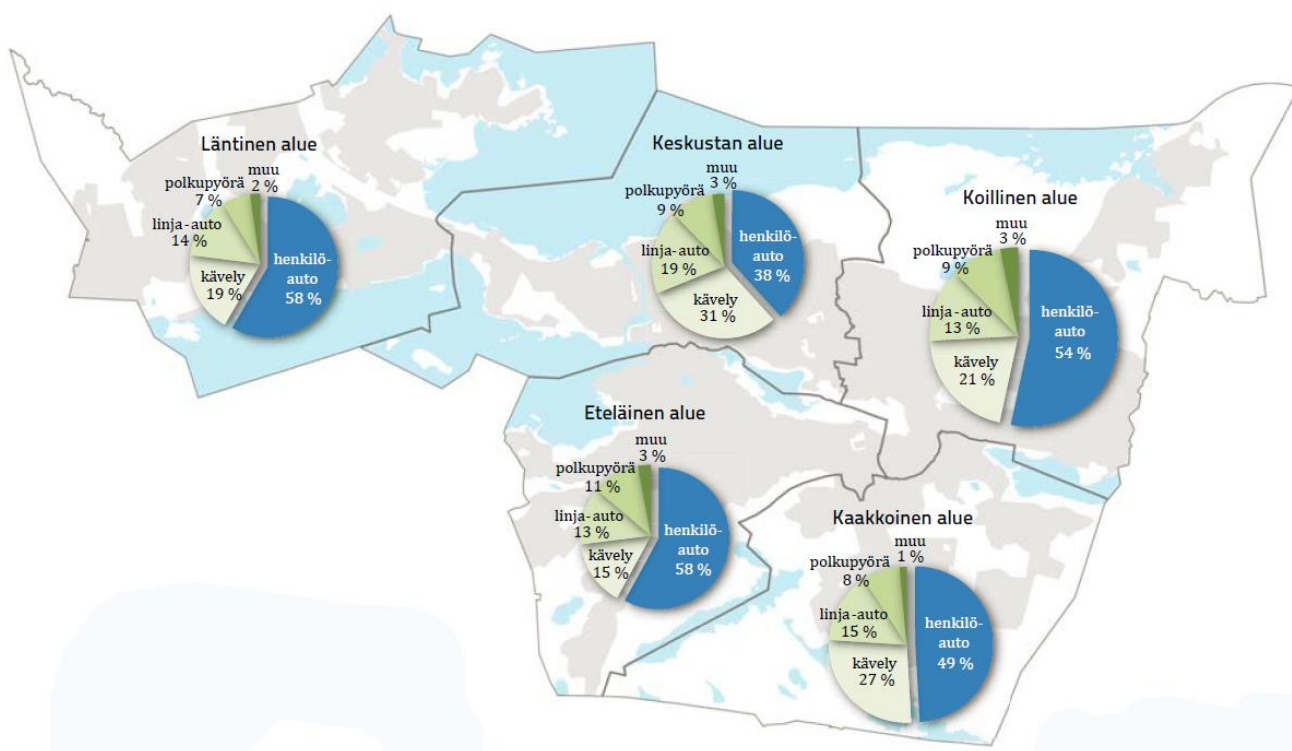 Läntinen alue
muu
2 %
polkupyörä
7 %
linja-auto
14 %
kävely
19 %
henkilö-
auto
58 %
Keskustan alue
muu
3 %
polkupyörä
9 %
linja-auto
19 %
kävely
31 %
henkilö-
auto
38 %
Koillinen alue
muu
3 %
polkupyörä
9 %
linja-auto
13 %
kävely
21 %
henkilö-
auto
54 %
Eteläinen alue
muu
3 %
polkupyörä
11 %
linja-auto
13 %
kävely
15 %
henkilö-
auto
58 %
Kaakkoinen alue
muu
1 %
polkupyörä
8 %
linja-auto
15 %
kävely
27 %
henkilö-
auto
49 %